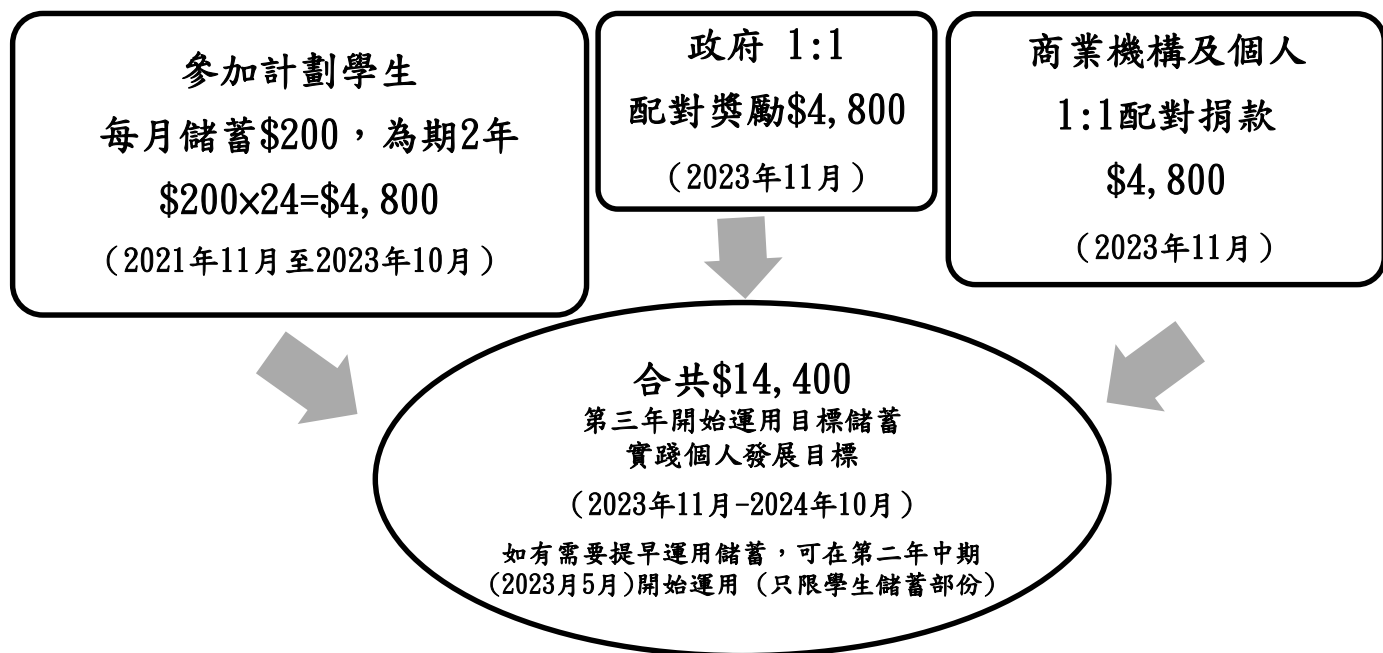 參加計劃學生
每月儲蓄$200，為期2年
$200×24=$4,800
（2021年11月至2023年10月）
政府 1:1
配對獎勵$4,800
（2023年11月）
商業機構及個人
1:1配對捐款
$4,800
（2023年11月）
合共$14,400
第三年開始運用目標儲蓄
實踐個人發展目標
（2023年11月-2024年10月）
如有需要提早運用儲蓄，可在第二年中期
(2023月5月)開始運用 (只限學生儲蓄部份)